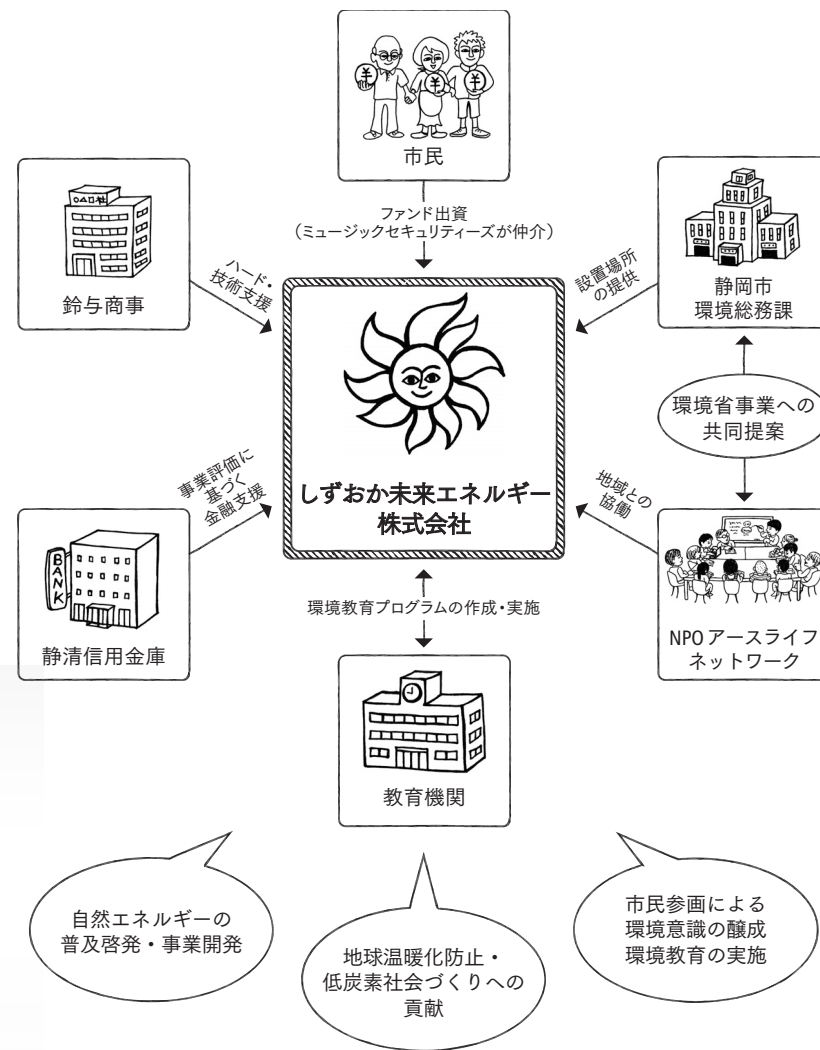 市民
ファンド出資
（ミュージックセキュリティーズが仲介）
○△□社
鈴与商事
ハード・
技術支援
設置場所
の提供
静岡市
環境総務課
環境省事業への
共同提案
しずおか未来エネルギー
株式会社
事業評価に
基づく
金融支援
地域との
協働
BANK
静清信用金庫
NPO アースライフ
ネットワーク
環境教育プログラムの作成・実施
教育機関
自然エネルギーの
普及啓発・事業開発
地球温暖化防止・
低炭素社会づくりへの
貢献
市民参画による
環境意識の醸成
環境教育の実施